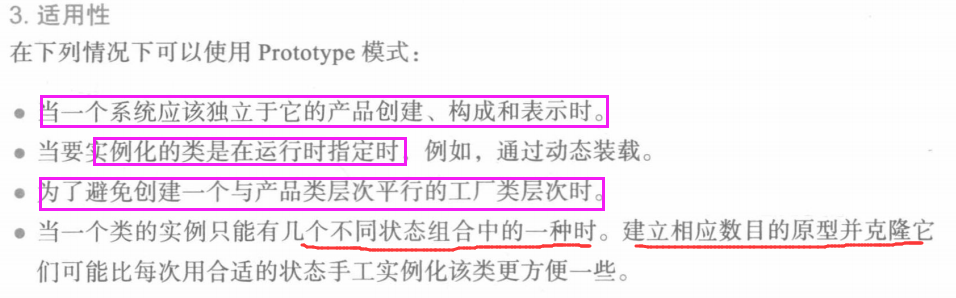 3. 适用性
在下列情况下可以使用 Prototype 模式：
● 当一个系统应该独立于它的产品创建、构成和表示时。
● 当要实例化的类是在运行时指定时，例如，通过动态装载。
● 为了避免创建一个与产品类层次平行的工厂类层次时。
● 当一个类的实例只能有几个不同状态组合中的一种时。建立相应数目的原型并克隆它
们可能比每次用合适的状态手工实例化该类更方便一些。